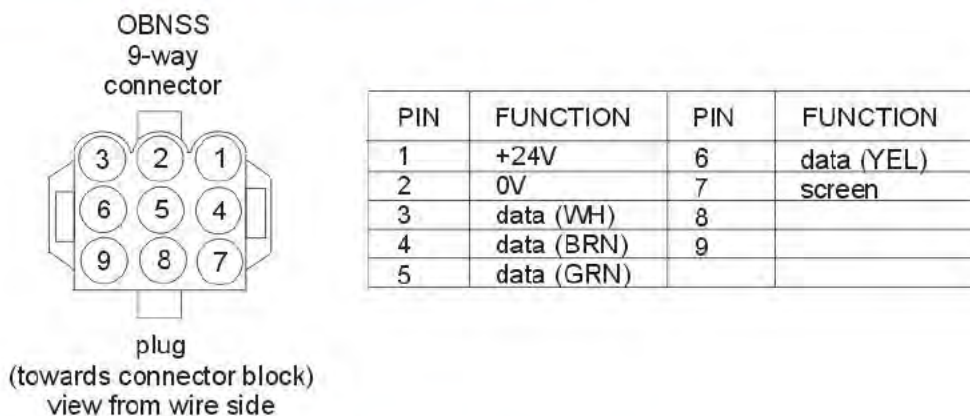 OBNSS
9-way
connector
3 2 1
6 5 4
9 8 7
plug
(towards connector block)
view from wire side
PIN FUNCTION PIN FUNCTION
1 +24V 6 data (YEL)
2 0V 7 screen
3 data (WH) 8
4 data (BRN) 9
5 data (GRN)